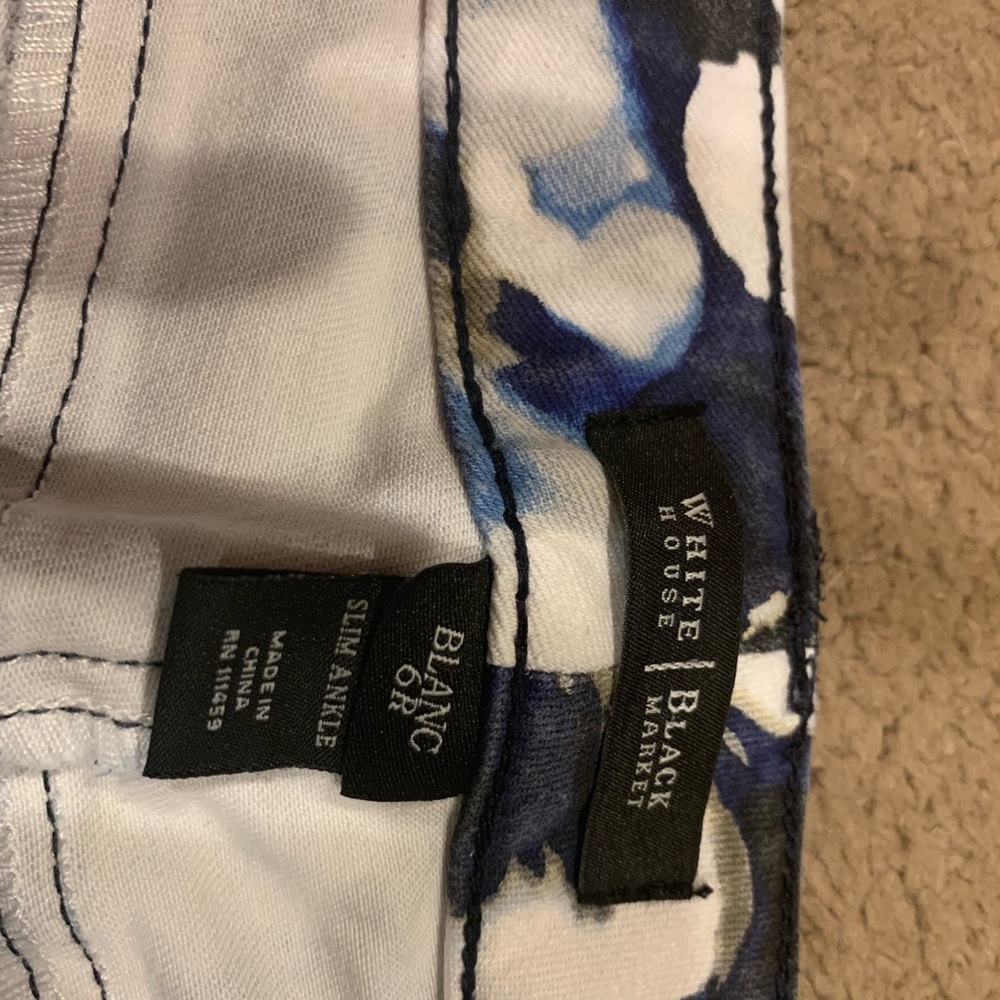 WHITE | BLACK
HOUSE MARKET
BLANC
6R
SLIM ANKLE
MADE IN
CHINA
RN 111459